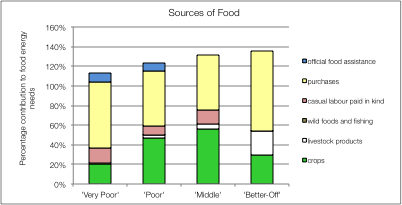 Sources of Food
Percentage contribution to food energy
needs
160%
140%
120%
100%
80%
60%
40%
20%
0%
'Very Poor'
'Poor'
'Middle'
'Better-Off'
official food assistance
purchases
casual labour paid in kind
wild foods and fishing
livestock products
crops